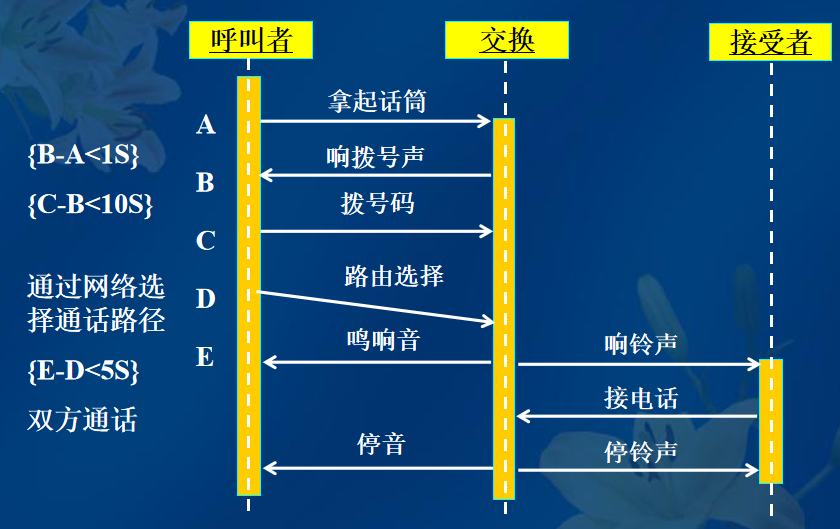 呼叫者
交换
接受者
拿起话筒
A
{B-A<1S}
响拨号声
B
{C-B<10S}
拨号码
C
通过网络选
择通话路径
D
路由选择
鸣响音
响铃声
E
{E-D<5S}
接电话
双方通话
停音
停铃声